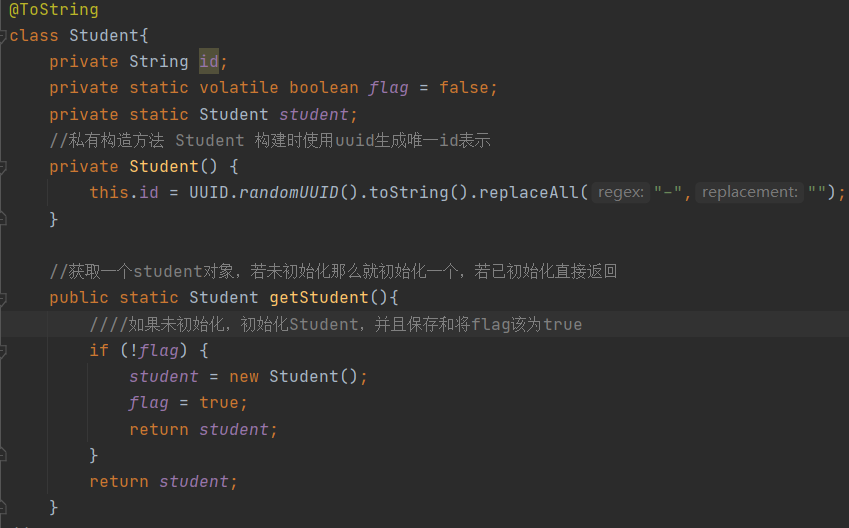 @ToString
class Student{
private String id;
private static volatile boolean flag = false;
private static Student student;
//私有构造方法 Student 构建时使用uuid生成唯一id表示
private Student() {
this.id = UUID.randomUUID().toString().replaceAll( regex: "-", replacement: "");
}
//获取一个student对象，若未初始化那么就初始化一个，若已初始化直接返回
public static Student getStudent(){
////如果未初始化，初始化Student，并且保存和将flag该为true
if (!flag) {
student = new Student();
flag = true;
return student;
}
return student;
}